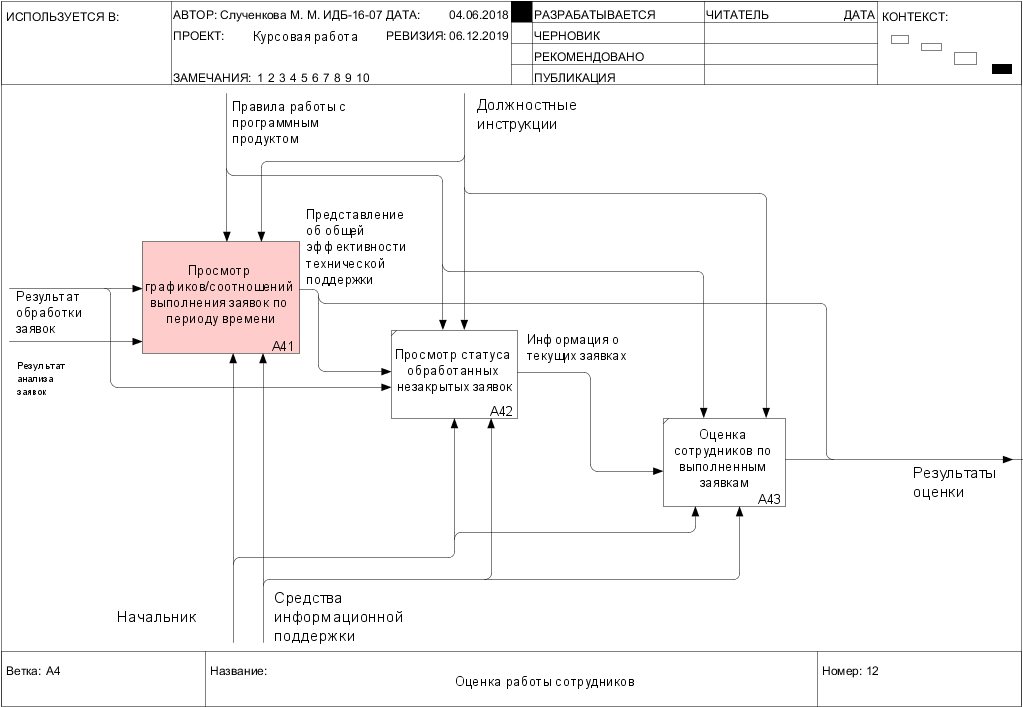 ИСПОЛЬЗУЕТСЯ В:
АВТОР: Слученкова М. М. ИДБ-16-07 ДАТА: 04.06.2018
ПРОЕКТ: Курсовая работа РЕВИЗИЯ: 06.12.2019
ЗАМЕЧАНИЯ: 1 2 3 4 5 6 7 8 9 10
РАЗРАБАТЫВАЕТСЯ
ЧЕРНОВИК
РЕКОМЕНДОВАНО
ПУБЛИКАЦИЯ
ЧИТАТЕЛЬ ДАТА
КОНТЕКСТ:
Правила работы с
программным
продуктом
Должностные
инструкции
Представление
об общей
эффективности
технической
поддержки
Просмотр
графиков/соотношений
выполнения заявок по
периоду времени
A41
Результат
обработки
заявок
Результат
анализа
заявок
Просмотр статуса
обработанных
незакрытых заявок
A42
Информация о
текущих заявках
Оценка
сотрудников по
выполненным
заявкам
A43
Результаты
оценки
Начальник
Средства
информационной
поддержки
Ветка: A4
Название:
Оценка работы сотрудников
Номер: 12